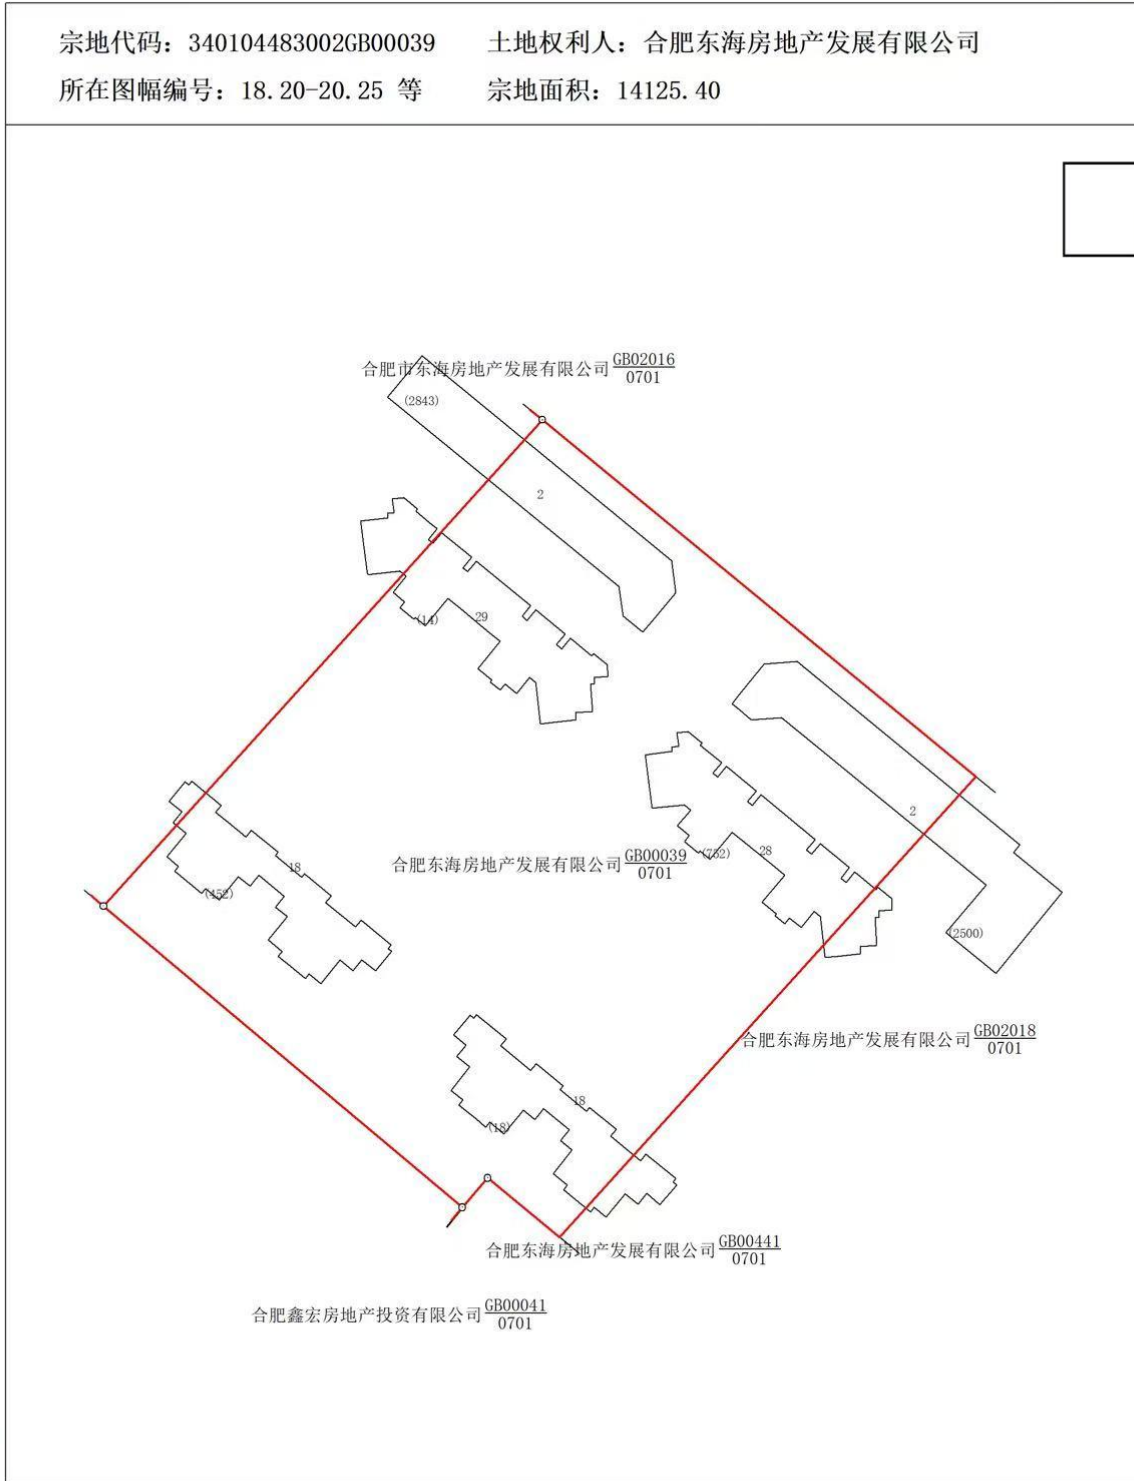 宗地代码：340104483002GB00039 土地权利人：合肥东海房地产发展有限公司
所在图幅编号：18.20-20.25 等 宗地面积：14125.40
合肥市东海房地产发展有限公司 GB02016
0701
(2843)
2
(14)
29
2
合肥东海房地产发展有限公司 GB00039
0701
(752)
28
18
(452)
(2500)
合肥东海房地产发展有限公司 GB02018
0701
18
(18)
合肥东海房地产发展有限公司 GB00441
0701
合肥鑫宏房地产投资有限公司 GB00041
0701